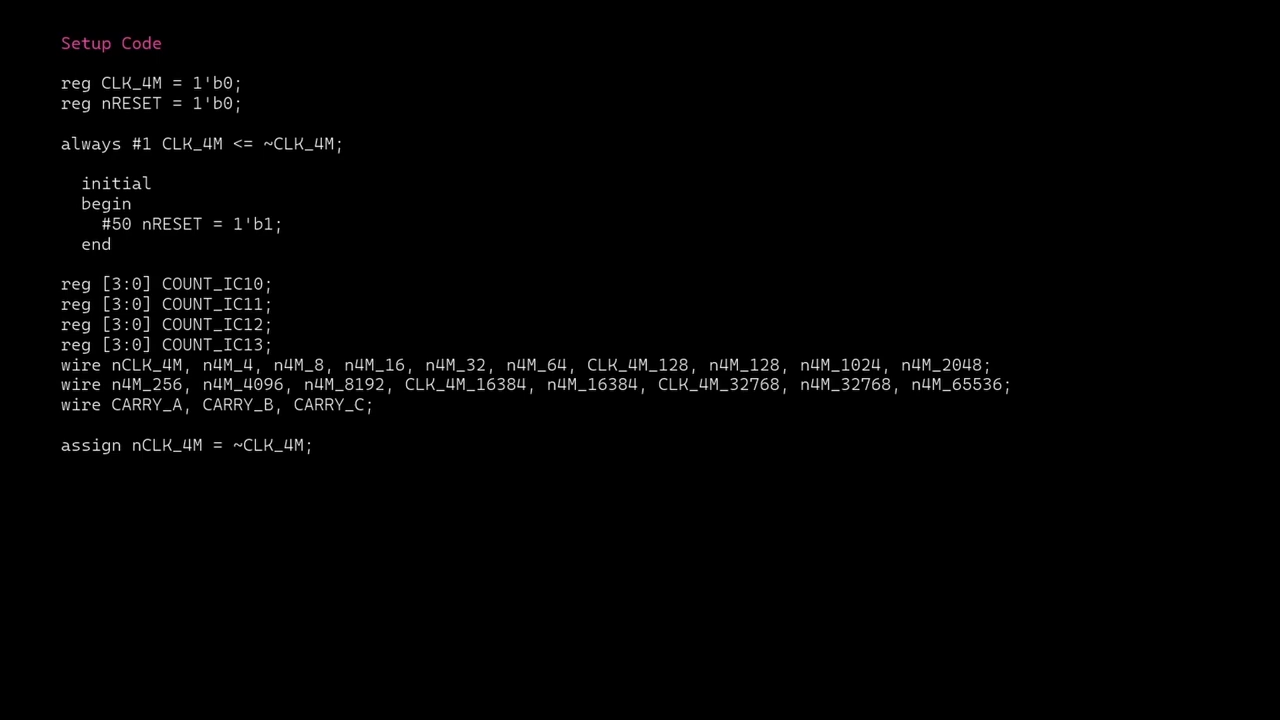 Setup Code
reg CLK_4M = 1'b0;
reg nRESET = 1'b0;
always #1 CLK_4M <= ~CLK_4M;
initial
begin
#50 nRESET = 1'b1;
end
reg [3:0] COUNT_IC10;
reg [3:0] COUNT_IC11;
reg [3:0] COUNT_IC12;
reg [3:0] COUNT_IC13;
wire nCLK_4M, n4M_4, n4M_8, n4M_16, n4M_32, n4M_64, CLK_4M_128, n4M_128, n4M_1024, n4M_2048;
wire n4M_256, n4M_4096, n4M_8192, CLK_4M_16384, n4M_16384, CLK_4M_32768, n4M_32768, n4M_65536;
wire CARRY_A, CARRY_B, CARRY_C;
assign nCLK_4M = ~CLK_4M;